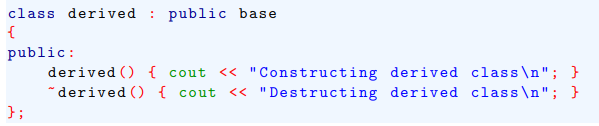 class derived : public base
{
public:
    derived() { cout << "Constructing derived class\n"; }
    ~derived() { cout << "Destructing derived class\n"; }
};